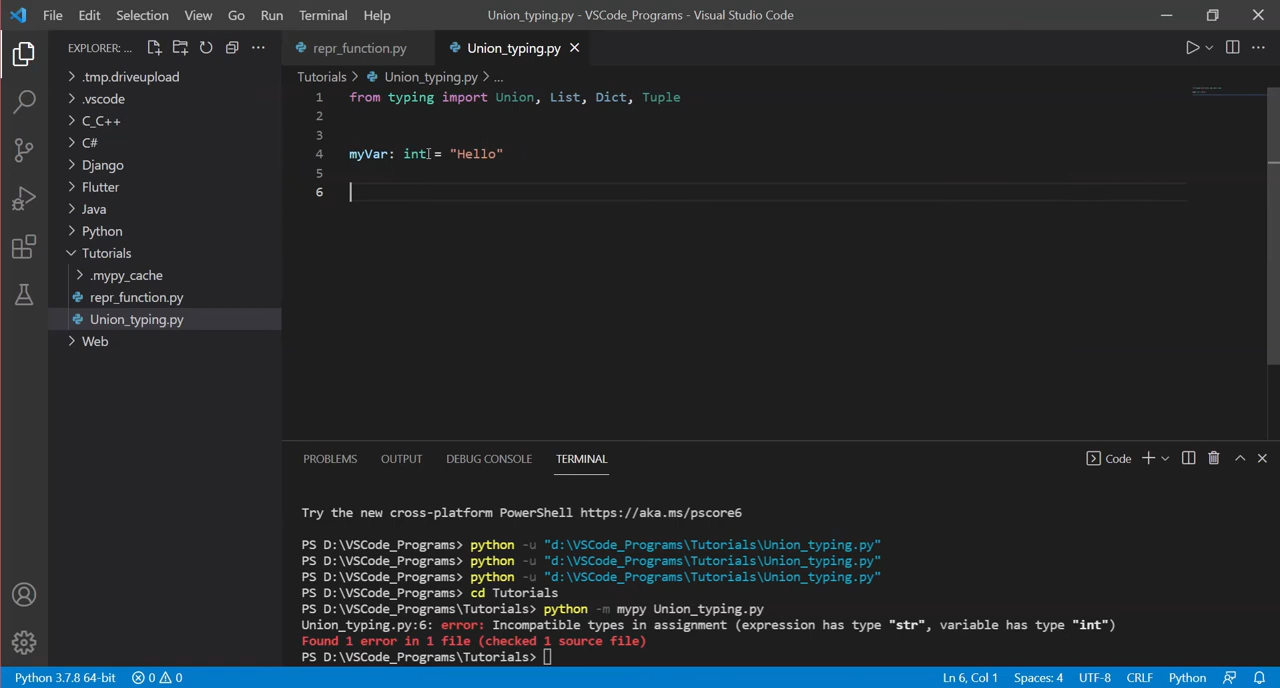 File Edit Selection View Go Run Terminal Help Union_typing.py - VSCode_Programs - Visual Studio Code
EXPLORER: ...
repr_function.py Union_typing.py
Tutorials > Union_typing.py > ...
.tmp.driveupload
.vscode
C_C++
C#
Django
Flutter
Java
Python
Tutorials
.mypy_cache
repr_function.py
Union_typing.py
Web
1 from typing import Union, List, Dict, Tuple
2
3
4 myVar: int = "Hello"
5
6
PROBLEMS OUTPUT DEBUG CONSOLE TERMINAL Code
Try the new cross-platform PowerShell https://aka.ms/pscore6
PS D:\VSCode_Programs> python -u "d:\VSCode_Programs\Tutorials\Union_typing.py"
PS D:\VSCode_Programs> python -u "d:\VSCode_Programs\Tutorials\Union_typing.py"
PS D:\VSCode_Programs> python -u "d:\VSCode_Programs\Tutorials\Union_typing.py"
PS D:\VSCode_Programs> cd Tutorials
PS D:\VSCode_Programs\Tutorials> python -m mypy Union_typing.py
Union_typing.py:6: error: Incompatible types in assignment (expression has type "str", variable has type "int")
Found 1 error in 1 file (checked 1 source file)
PS D:\VSCode_Programs\Tutorials>
Python 3.7.8 64-bit 0 0 Ln 6, Col 1 Spaces: 4 UTF-8 CRLF Python